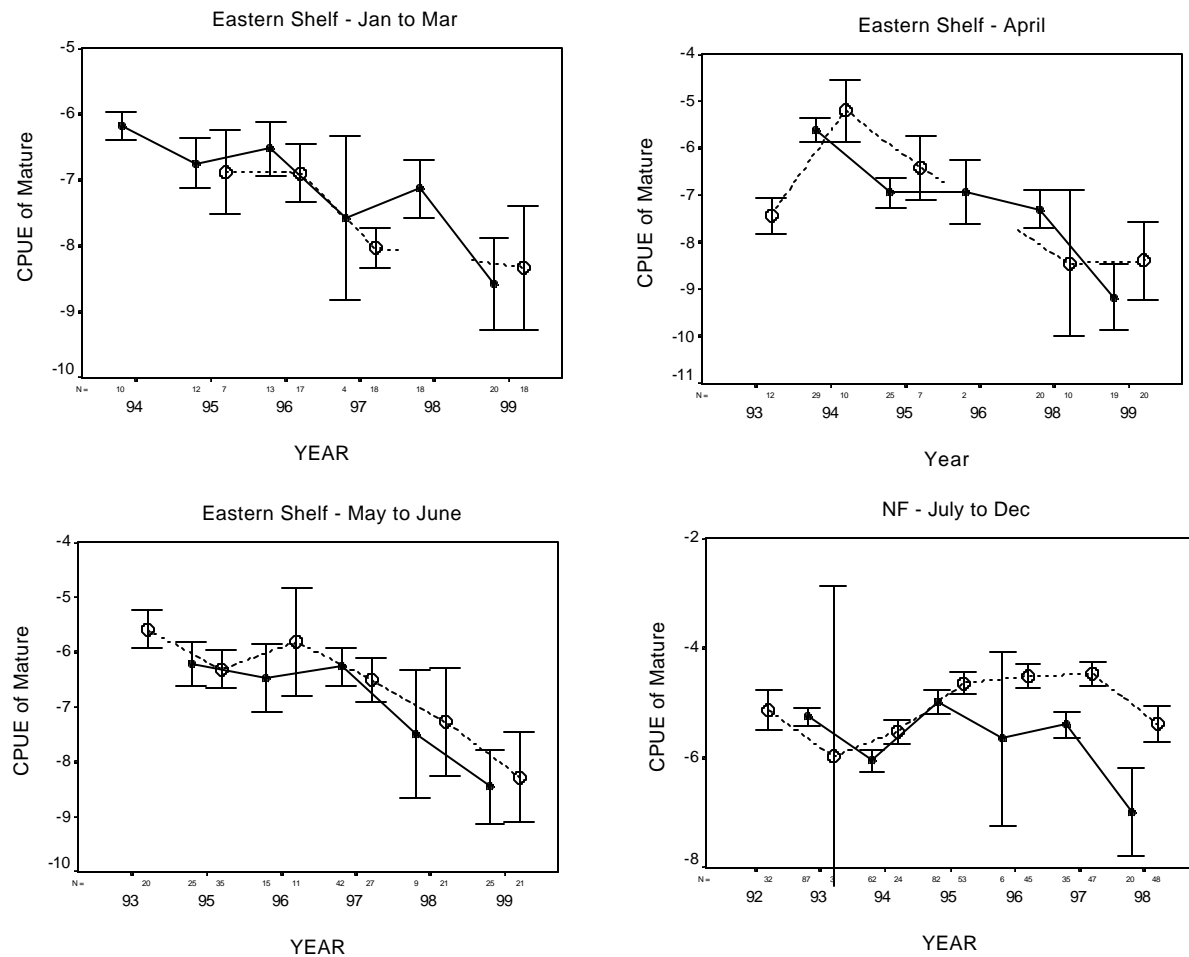 Eastern Shelf - Jan to Mar
CPUE of Mature
-5
-6
-7
-8
-9
-10
N = 10 12 7 13 17 4 18 18 20 18
94 95 96 97 98 99
YEAR
Eastern Shelf - April
CPUE of Mature
-4
-5
-6
-7
-8
-9
-10
-11
N = 12 29 10 25 7 2 20 10 19 20
93 94 95 96 98 99
Year
Eastern Shelf - May to June
CPUE of Mature
-4
-5
-6
-7
-8
-9
-10
N = 20 25 35 15 11 42 27 9 21 25 21
93 95 96 97 98 99
YEAR
NF - July to Dec
CPUE of Mature
-2
-4
-6
-8
N = 32 87 3 62 24 82 53 6 45 35 47 20 48
92 93 94 95 96 97 98
YEAR